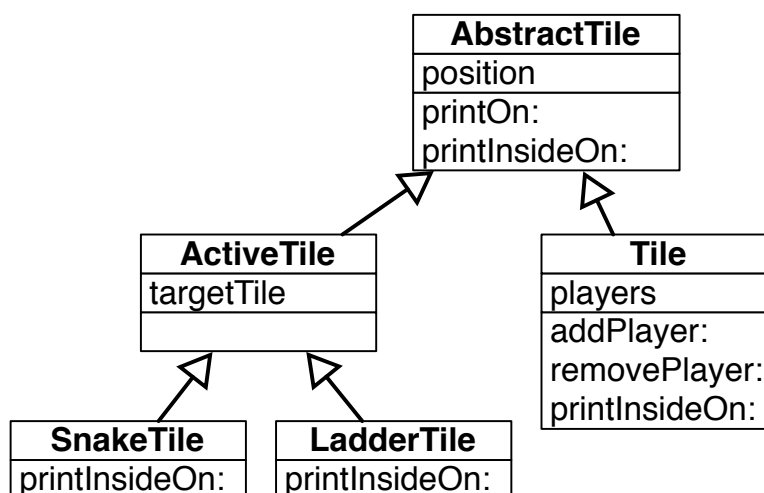 AbstractTile
position
printOn:
printInsideOn:
ActiveTile
targetTile
Tile
players
addPlayer:
removePlayer:
printInsideOn:
SnakeTile
printInsideOn:
LadderTile
printInsideOn: